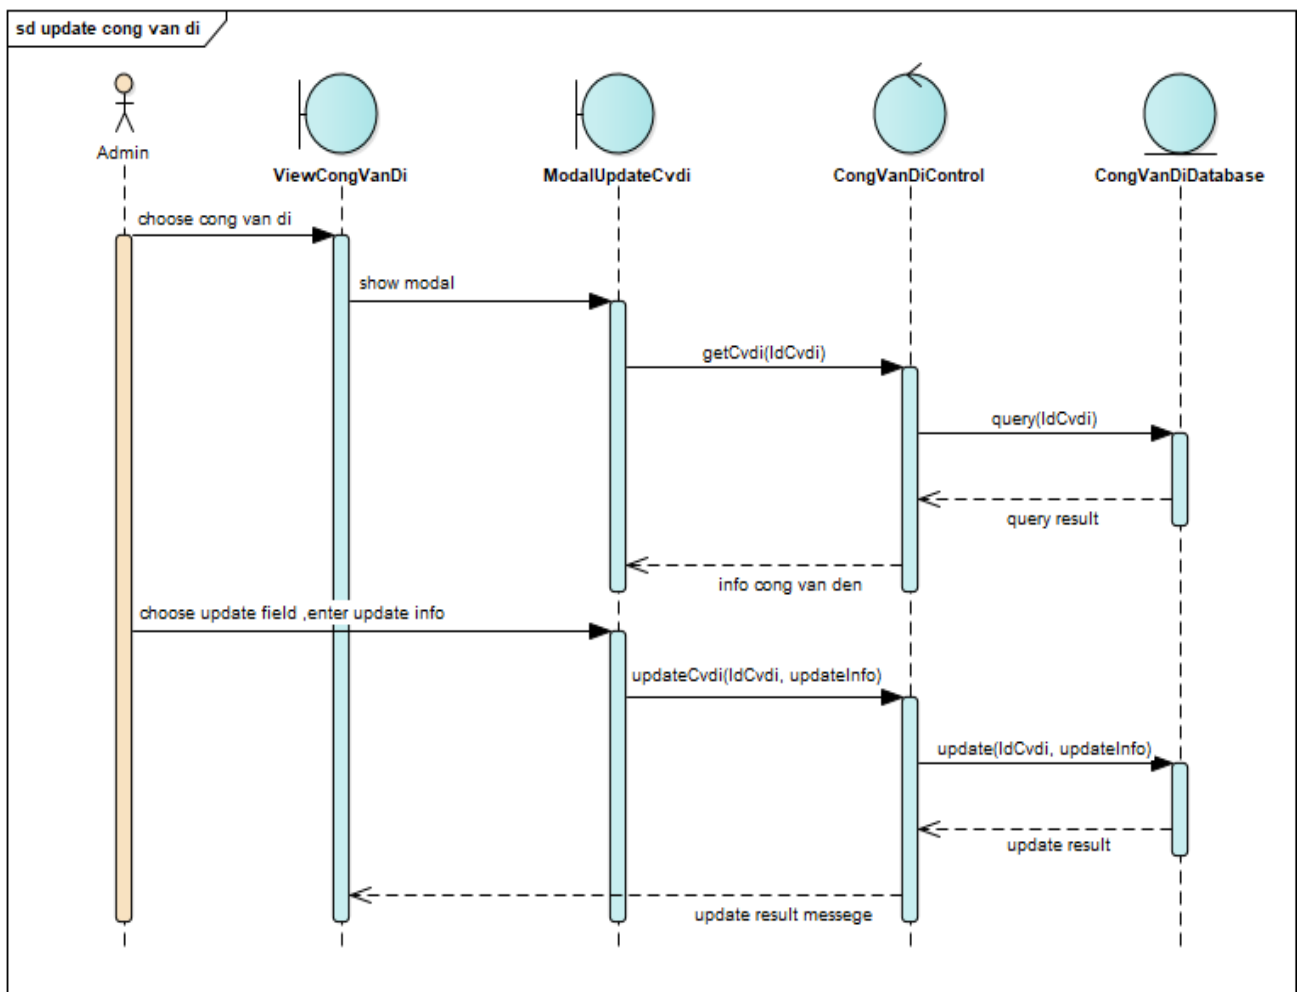 sd update cong van di
Admin
ViewCongVanDi
ModalUpdateCvdi
CongVanDiControl
CongVanDiDatabase
choose cong van di
show modal
getCvdi(IdCvdi)
query(IdCvdi)
query result
info cong van den
choose update field ,enter update info
updateCvdi(IdCvdi, updateInfo)
update(IdCvdi, updateInfo)
update result
update result messege